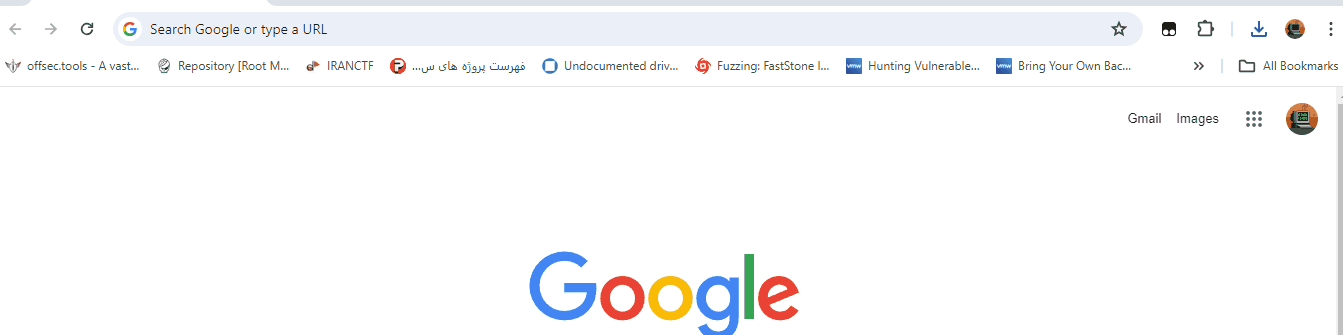 Search Google or type a URL
offsec.tools - A vast... Repository [Root M... IRANCTF فهرست پروژه های س... Undocumented driv... Fuzzing: FastStone I... Hunting Vulnerable... Bring Your Own Bac... All Bookmarks
Gmail Images
Google